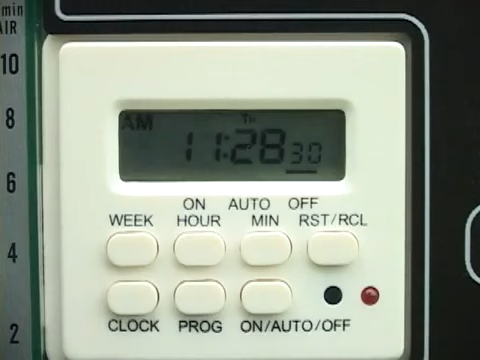 min
AIR
10
8
6
4
2
AM Th
11:28 30
ON AUTO OFF
WEEK HOUR MIN RST/RCL
CLOCK PROG ON/AUTO/OFF